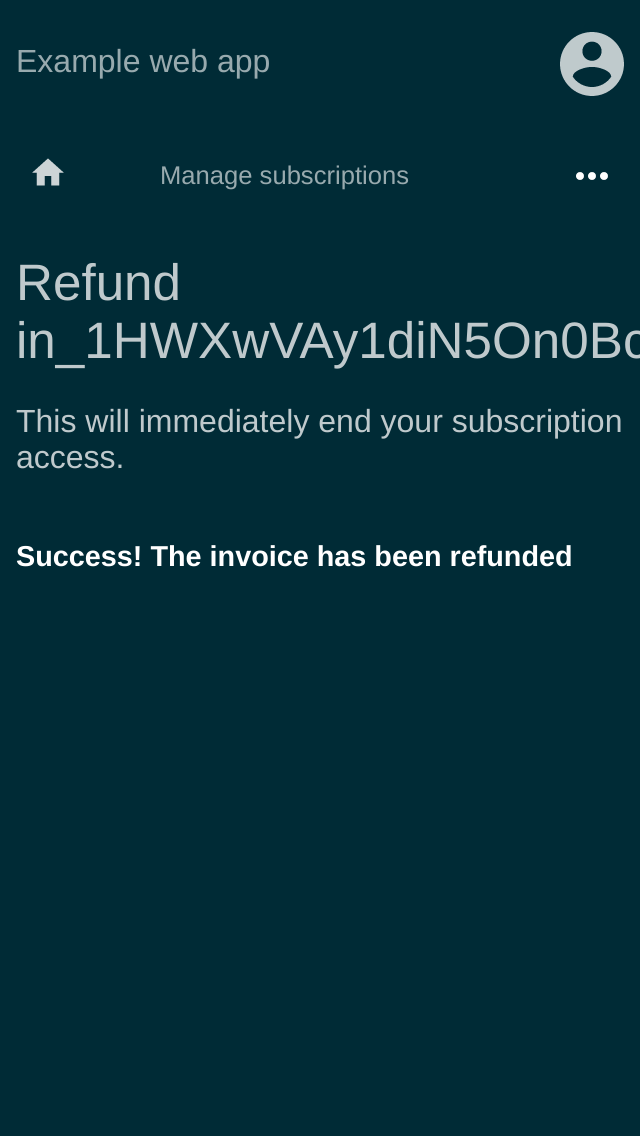 Example web app
Manage subscriptions
Refund
in_1HWXwVAy1diN5On0Bc
This will immediately end your subscription
access.
Success! The invoice has been refunded